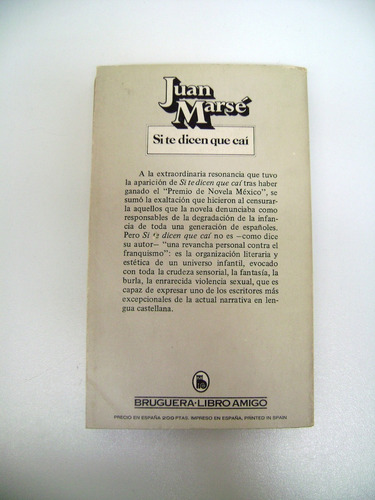 Juan
Marsé
Si te dicen que caí
A la extraordinaria resonancia que tuvo
la aparición de Si te dicen que caí tras haber
ganado el "Premio de Novela México", se
sumó la exaltación que hicieron al censurar-
la aquellos que la novela denunciaba como
responsables de la degradación de la infan-
cia de toda una generación de españoles.
Pero Si dicen que caí no es —como dice
su autor— "una revancha personal contra el
franquismo": es la organización literaria y
estética de un universo infantil, evocado
con toda la crudeza sensorial, la fantasía, la
burla, la enrarecida violencia sexual, que es
capaz de expresar uno de los escritores más
excepcionales de la actual narrativa en len-
gua castellana.
BRUGUERA-LIBRO AMIGO
PRECIO EN ESPAÑA 200 PTAS. IMPRESO EN ESPAÑA. PRINTED IN SPAIN.